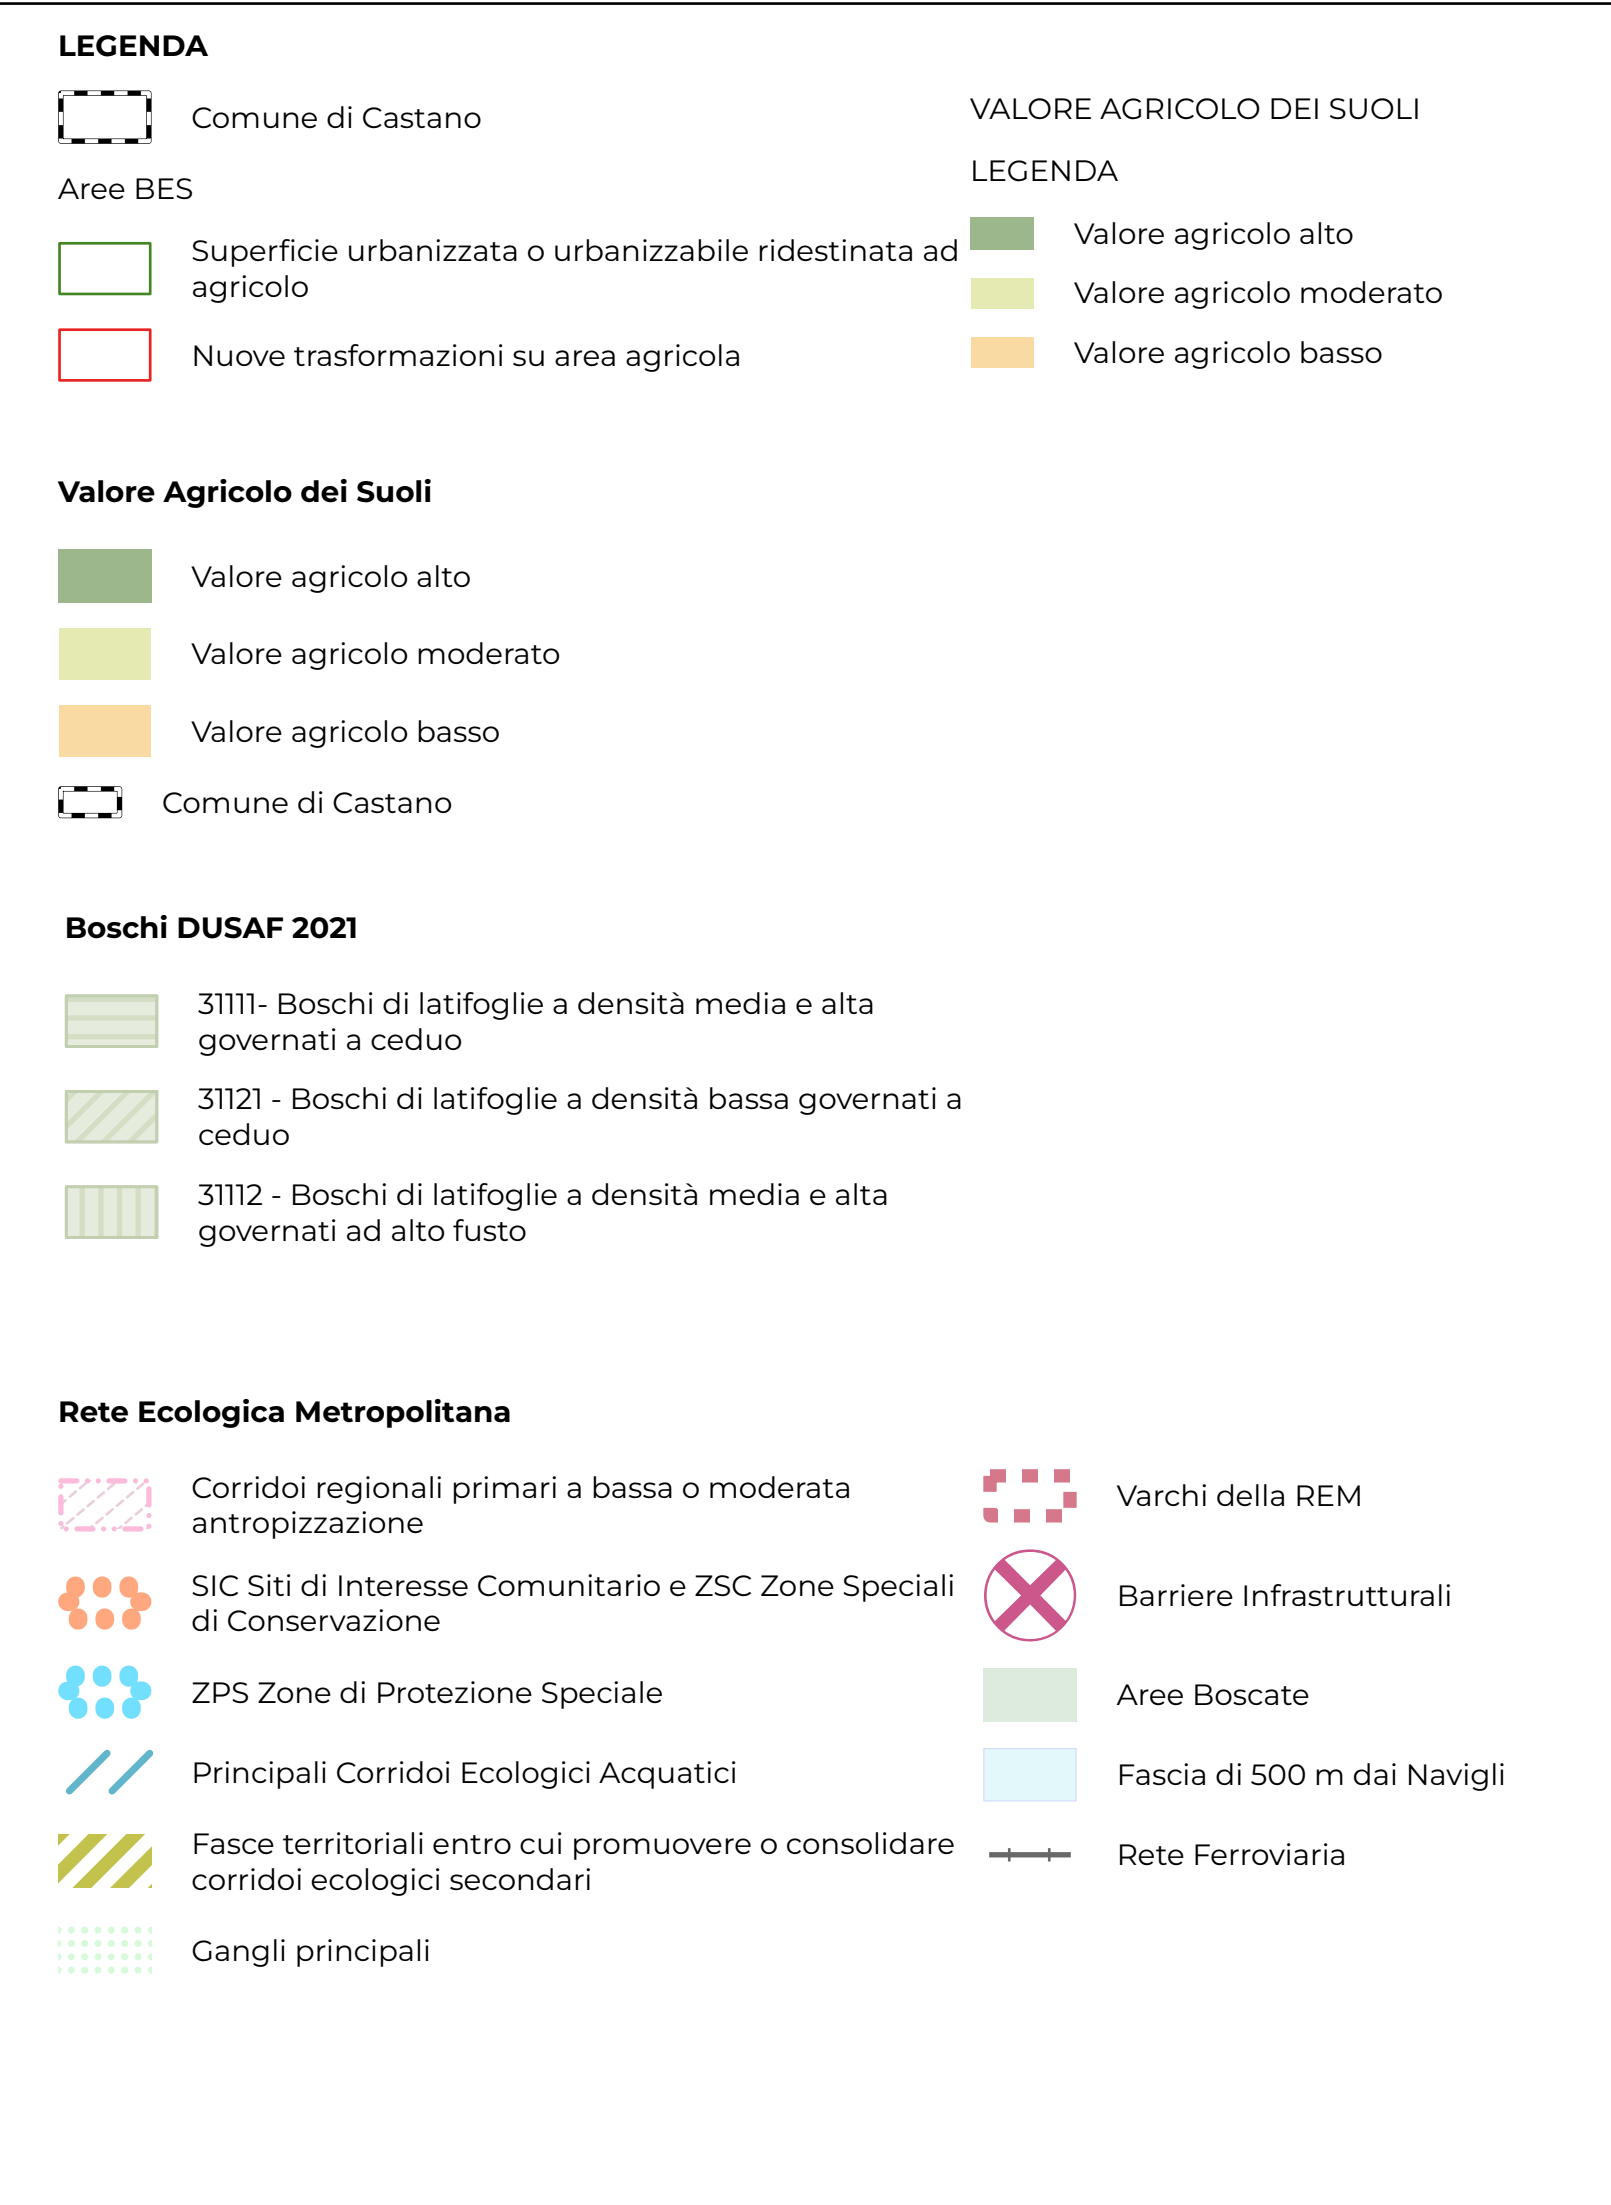 LEGENDA
Comune di Castano
Aree BES
Superficie urbanizzata o urbanizzabile ridestinata ad
agricolo
Nuove trasformazioni su area agricola
VALORE AGRICOLO DEI SUOLI
LEGENDA
Valore agricolo alto
Valore agricolo moderato
Valore agricolo basso
Valore Agricolo dei Suoli
Valore agricolo alto
Valore agricolo moderato
Valore agricolo basso
Comune di Castano
Boschi DUSAF 2021
31111- Boschi di latifoglie a densità media e alta
governati a ceduo
31121 - Boschi di latifoglie a densità bassa governati a
ceduo
31112 - Boschi di latifoglie a densità media e alta
governati ad alto fusto
Rete Ecologica Metropolitana
Corridoi regionali primari a bassa o moderata
antropizzazione
SIC Siti di Interesse Comunitario e ZSC Zone Speciali
di Conservazione
ZPS Zone di Protezione Speciale
Principali Corridoi Ecologici Acquatici
Fasce territoriali entro cui promuovere o consolidare
corridoi ecologici secondari
Gangli principali
Varchi della REM
Barriere Infrastrutturali
Aree Boscate
Fascia di 500 m dai Navigli
Rete Ferroviaria